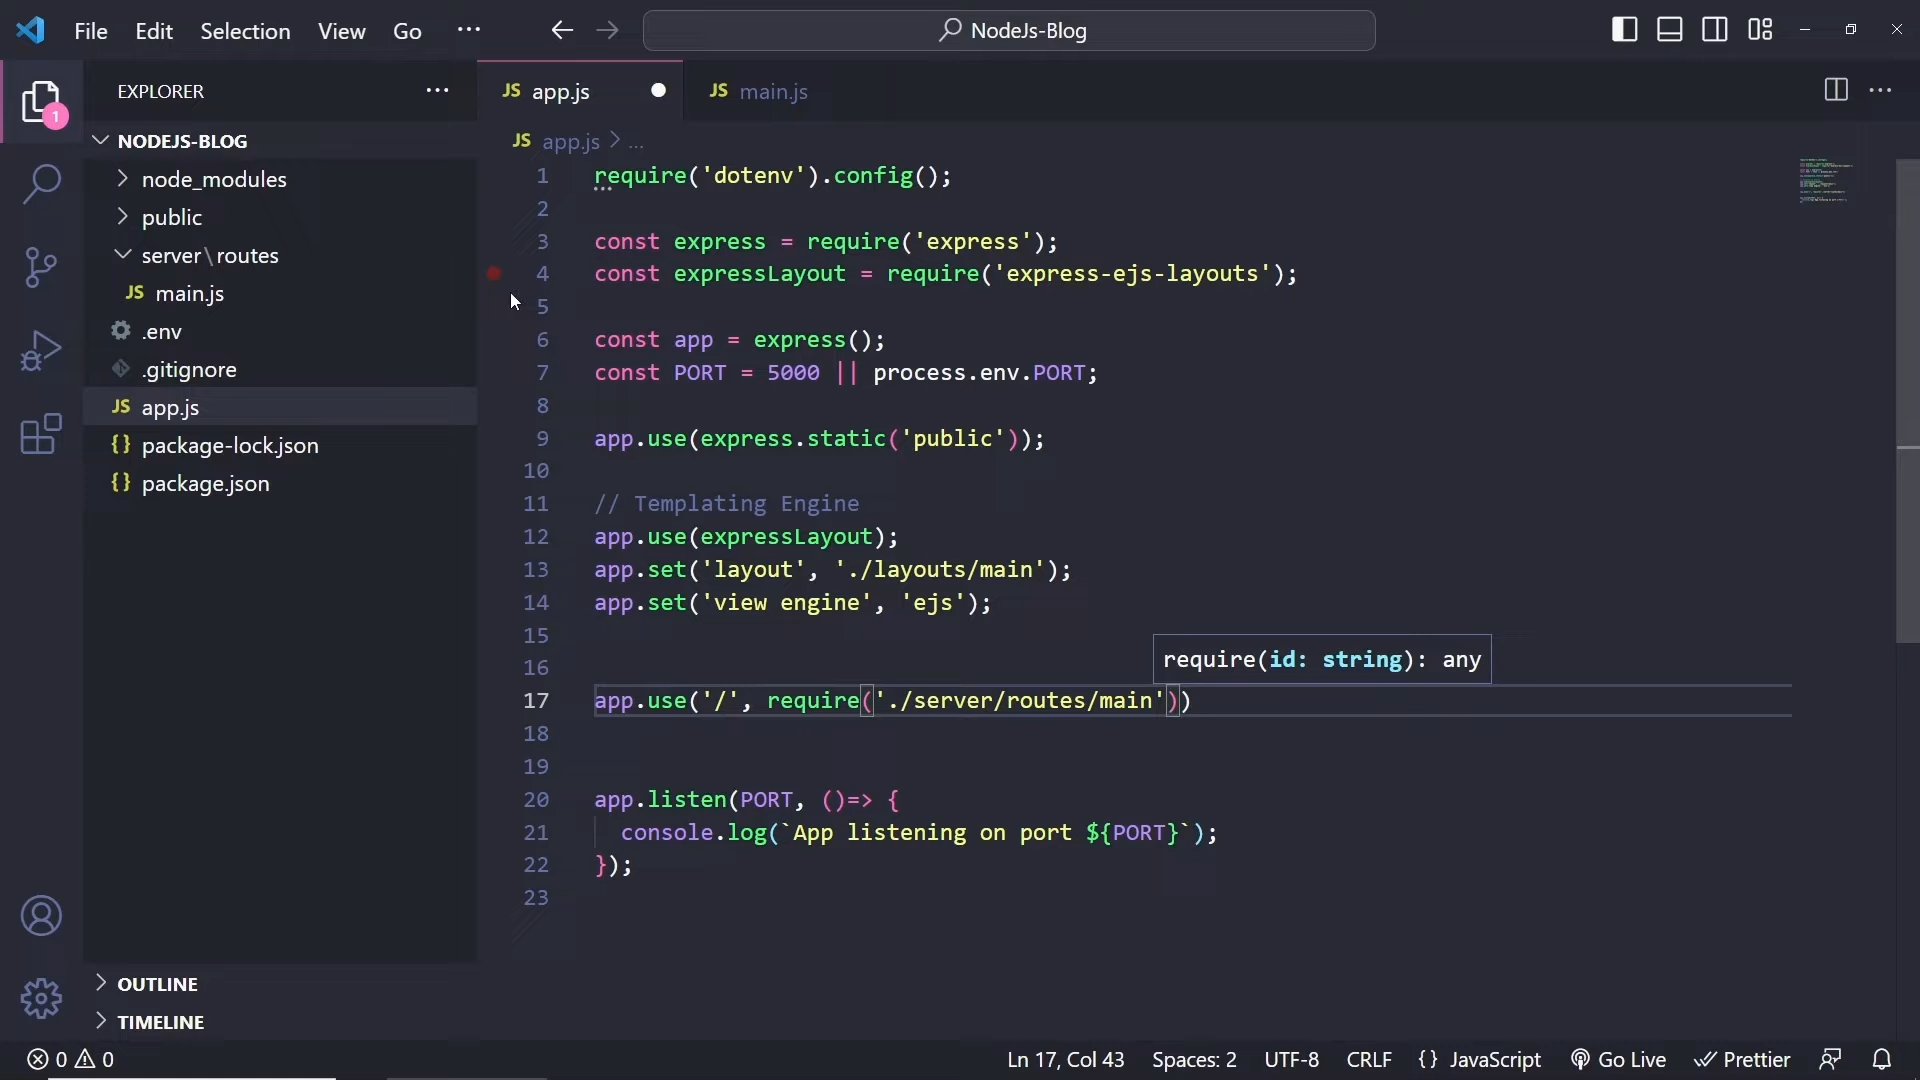 File Edit Selection View Go ··· NodeJs-Blog
EXPLORER ···
NODEJS-BLOG
node_modules
public
server\routes
JS main.js
.env
.gitignore
JS app.js
{} package-lock.json
{} package.json
OUTLINE
TIMELINE
1
JS app.js JS main.js
JS app.js > ...
1 require('dotenv').config();
2
3 const express = require('express');
4 const expressLayout = require('express-ejs-layouts');
5
6 const app = express();
7 const PORT = 5000 || process.env.PORT;
8
9 app.use(express.static('public'));
10
11 // Templating Engine
12 app.use(expressLayout);
13 app.set('layout', './layouts/main');
14 app.set('view engine', 'ejs');
15
16
require(id: string): any
17 app.use('/', require('./server/routes/main'))
18
19
20 app.listen(PORT, ()=> {
21 console.log(`App listening on port ${PORT}`);
22 });
23
0 0 Ln 17, Col 43 Spaces: 2 UTF-8 CRLF {} JavaScript Go Live Prettier